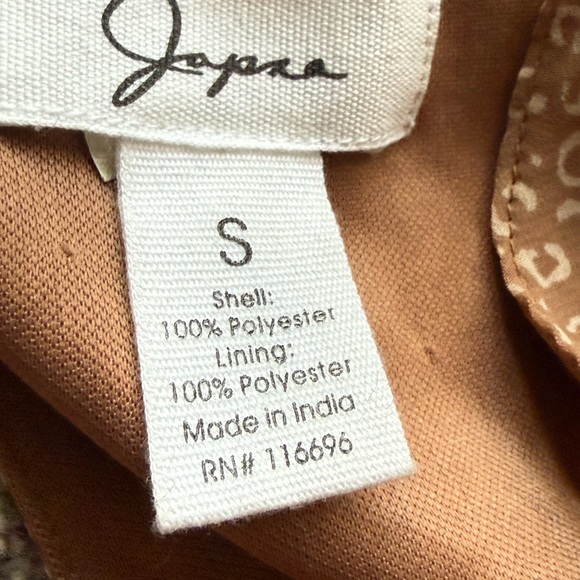 Japna
S
Shell:
100% Polyester
Lining:
100% Polyester
Made in India
RN# 116696